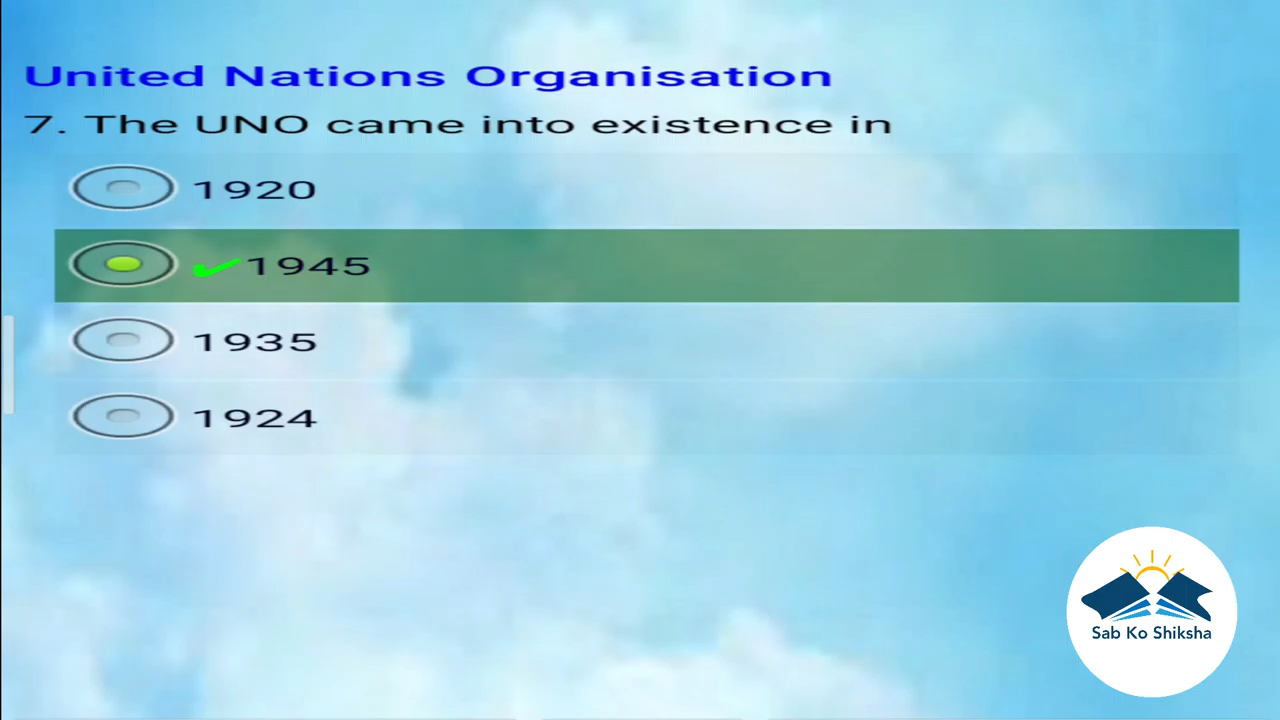 United Nations Organisation
7. The UNO came into existence in
1920
✔1945
1935
1924
Sab Ko Shiksha